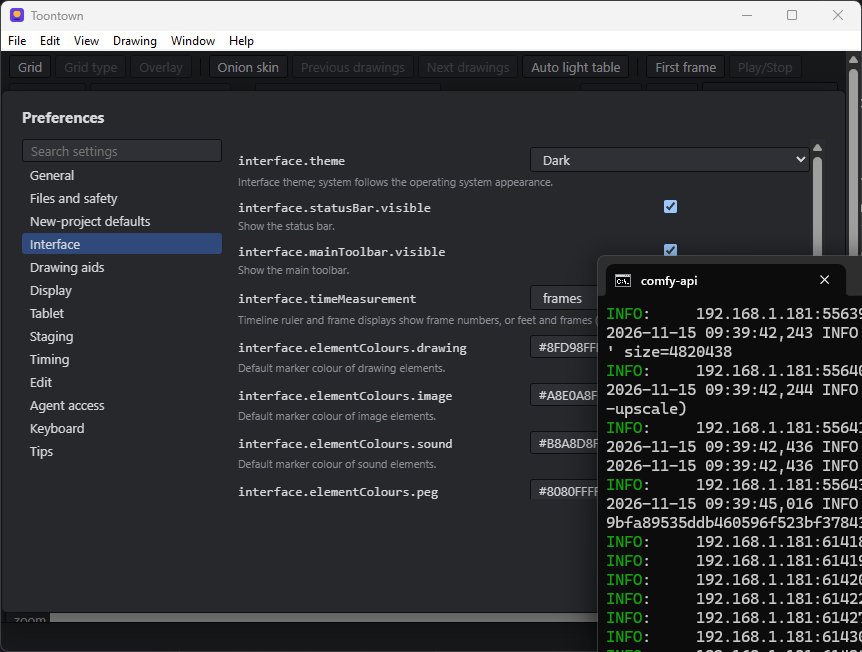 Toontown
File Edit View Drawing Window Help
Grid Grid type Overlay Onion skin Previous drawings Next drawings Auto light table First frame Play/Stop
Preferences
Search settings
General
Files and safety
New-project defaults
Interface
Drawing aids
Display
Tablet
Staging
Timing
Edit
Agent access
Keyboard
Tips
interface.theme Dark
Interface theme; system follows the operating system appearance.
interface.statusBar.visible
Show the status bar.
interface.mainToolbar.visible
Show the main toolbar.
interface.timeMeasurement frames
Timeline ruler and frame displays show frame numbers, or feet and frames (
interface.elementColours.drawing #8FD98FFF
Default marker colour of drawing elements.
interface.elementColours.image #A8E0A8F
Default marker colour of image elements.
interface.elementColours.sound #B8A8D8F
Default marker colour of sound elements.
interface.elementColours.peg #8080FFFF
zoom
comfy-api
INFO: 192.168.1.181:5563
2026-11-15 09:39:42,243 INFO
' size=4820438
INFO: 192.168.1.181:5564
2026-11-15 09:39:42,244 INFO
-upscale)
INFO: 192.168.1.181:5564
2026-11-15 09:39:42,436 INFO
2026-11-15 09:39:42,436 INFO
INFO: 192.168.1.181:5564
2026-11-15 09:39:45,016 INFO
9bfa89535ddb460596f523bf3784
INFO: 192.168.1.181:6141
INFO: 192.168.1.181:6141
INFO: 192.168.1.181:6142
INFO: 192.168.1.181:6142
INFO: 192.168.1.181:6142
INFO: 192.168.1.181:6143